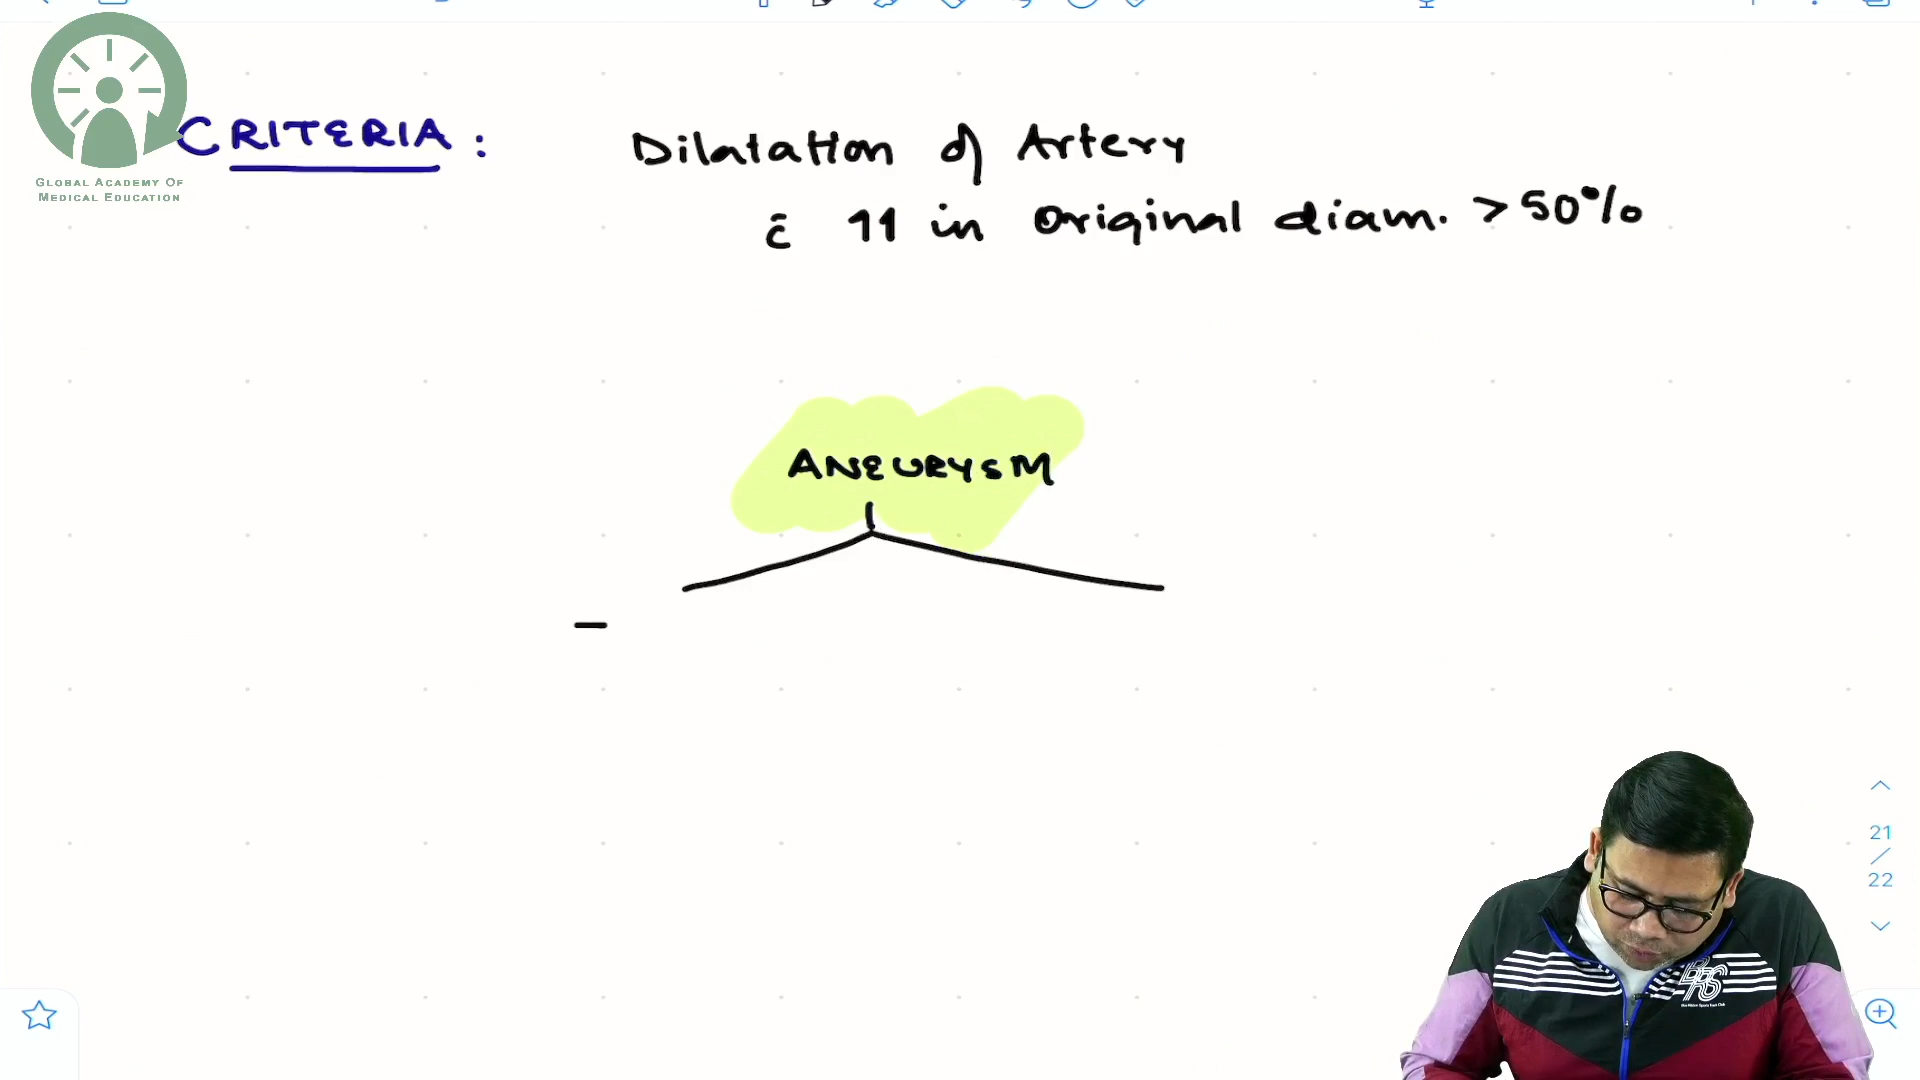 GLOBAL ACADEMY OF
MEDICAL EDUCATION
CRITERIA :
Dilatation of Artery
c̄ ↑↑ in original diam. > 50%
ANEURYSM
21
/
22